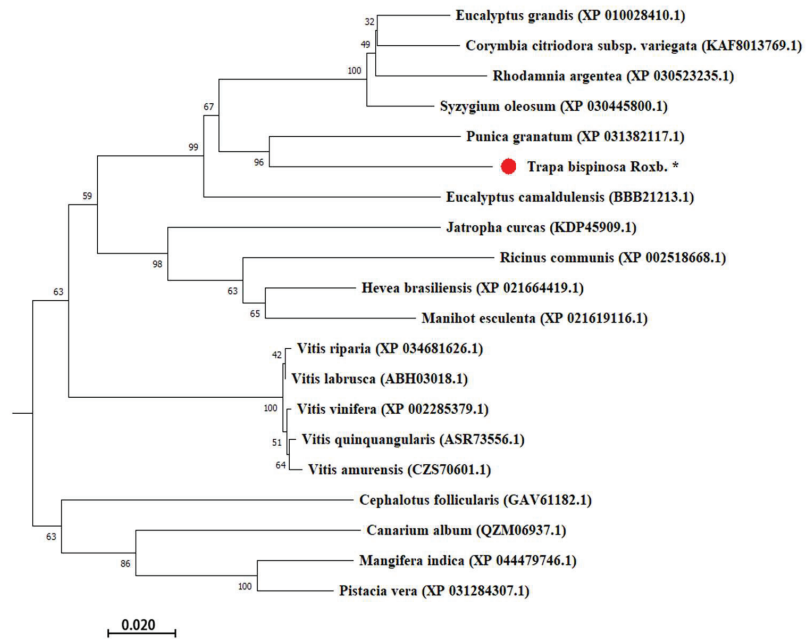 32
Eucalyptus grandis (XP 010028410.1)
49
Corymbia citriodora subsp. variegata (KAF8013769.1)
100
Rhodamnia argentea (XP 030523235.1)
Syzygium oleosum (XP 030445800.1)
67
Punica granatum (XP 031382117.1)
99
96
Trapa bispinosa Roxb. *
59
Eucalyptus camaldulensis (BBB21213.1)
Jatropha curcas (KDP45909.1)
98
Ricinus communis (XP 002518668.1)
63
63
Hevea brasiliensis (XP 021664419.1)
65
Manihot esculenta (XP 021619116.1)
42
Vitis riparia (XP 034681626.1)
Vitis labrusca (ABH03018.1)
100
Vitis vinifera (XP 002285379.1)
51
Vitis quinquangularis (ASR73556.1)
64
Vitis amurensis (CZS70601.1)
Cephalotus follicularis (GAV61182.1)
63
Canarium album (QZM06937.1)
86
Mangifera indica (XP 044479746.1)
100
Pistacia vera (XP 031284307.1)
0.020